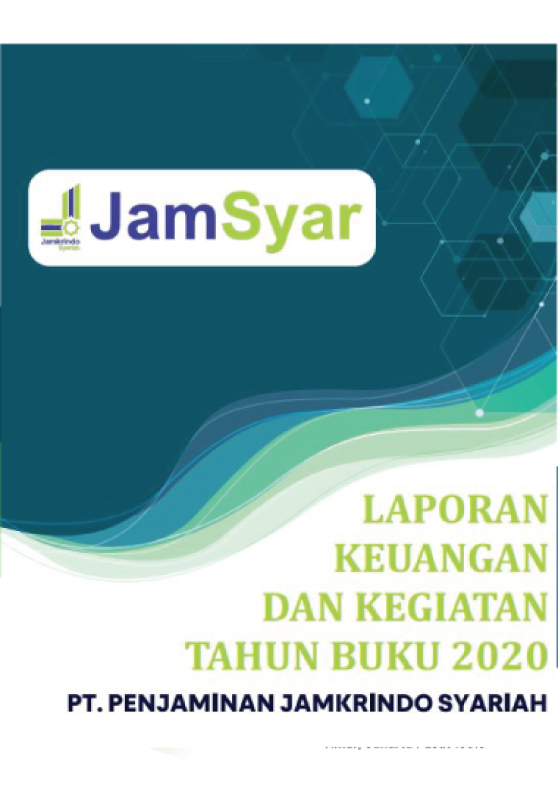 JamSyar
Jamkrindo
Syariah
LAPORAN
KEUANGAN
DAN KEGIATAN
TAHUN BUKU 2020
PT. PENJAMINAN JAMKRINDO SYARIAH